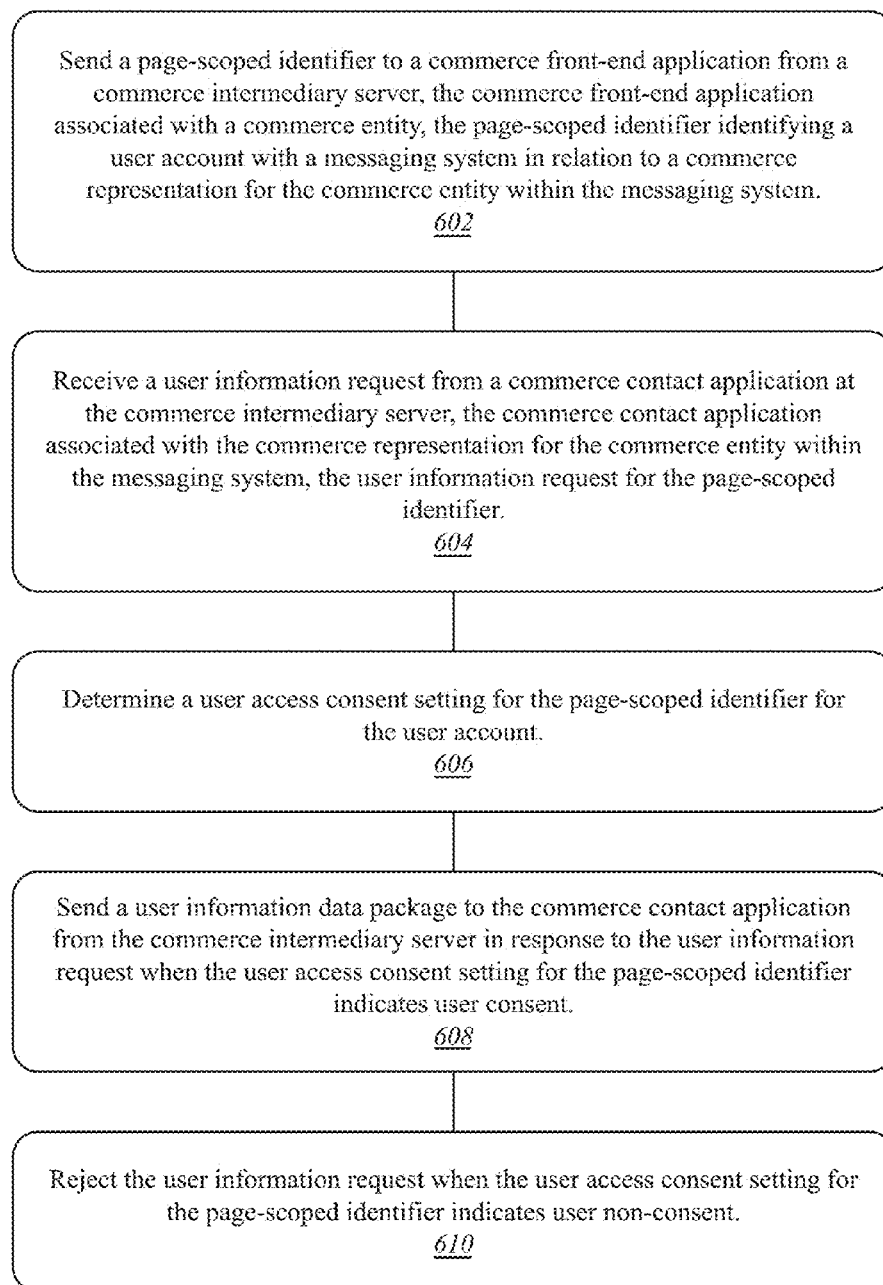 Send a page-scoped identifier to a commerce front-end application from a
commerce intermediary server, the commerce front-end application
associated with a commerce entity, the page-scoped identifier identifying a
user account with a messaging system in relation to a commerce
representation for the commerce entity within the messaging system.
602
Receive a user information request from a commerce contact application at
the commerce intermediary server, the commerce contact application
associated with the commerce representation for the commerce entity within
the messaging system, the user information request for the page-scoped
identifier.
604
Determine a user access consent setting for the page-scoped identifier for
the user account.
606
Send a user information data package to the commerce contact application
from the commerce intermediary server in response to the user information
request when the user access consent setting for the page-scoped identifier
indicates user consent.
608
Reject the user information request when the user access consent setting for
the page-scoped identifier indicates user non-consent.
610